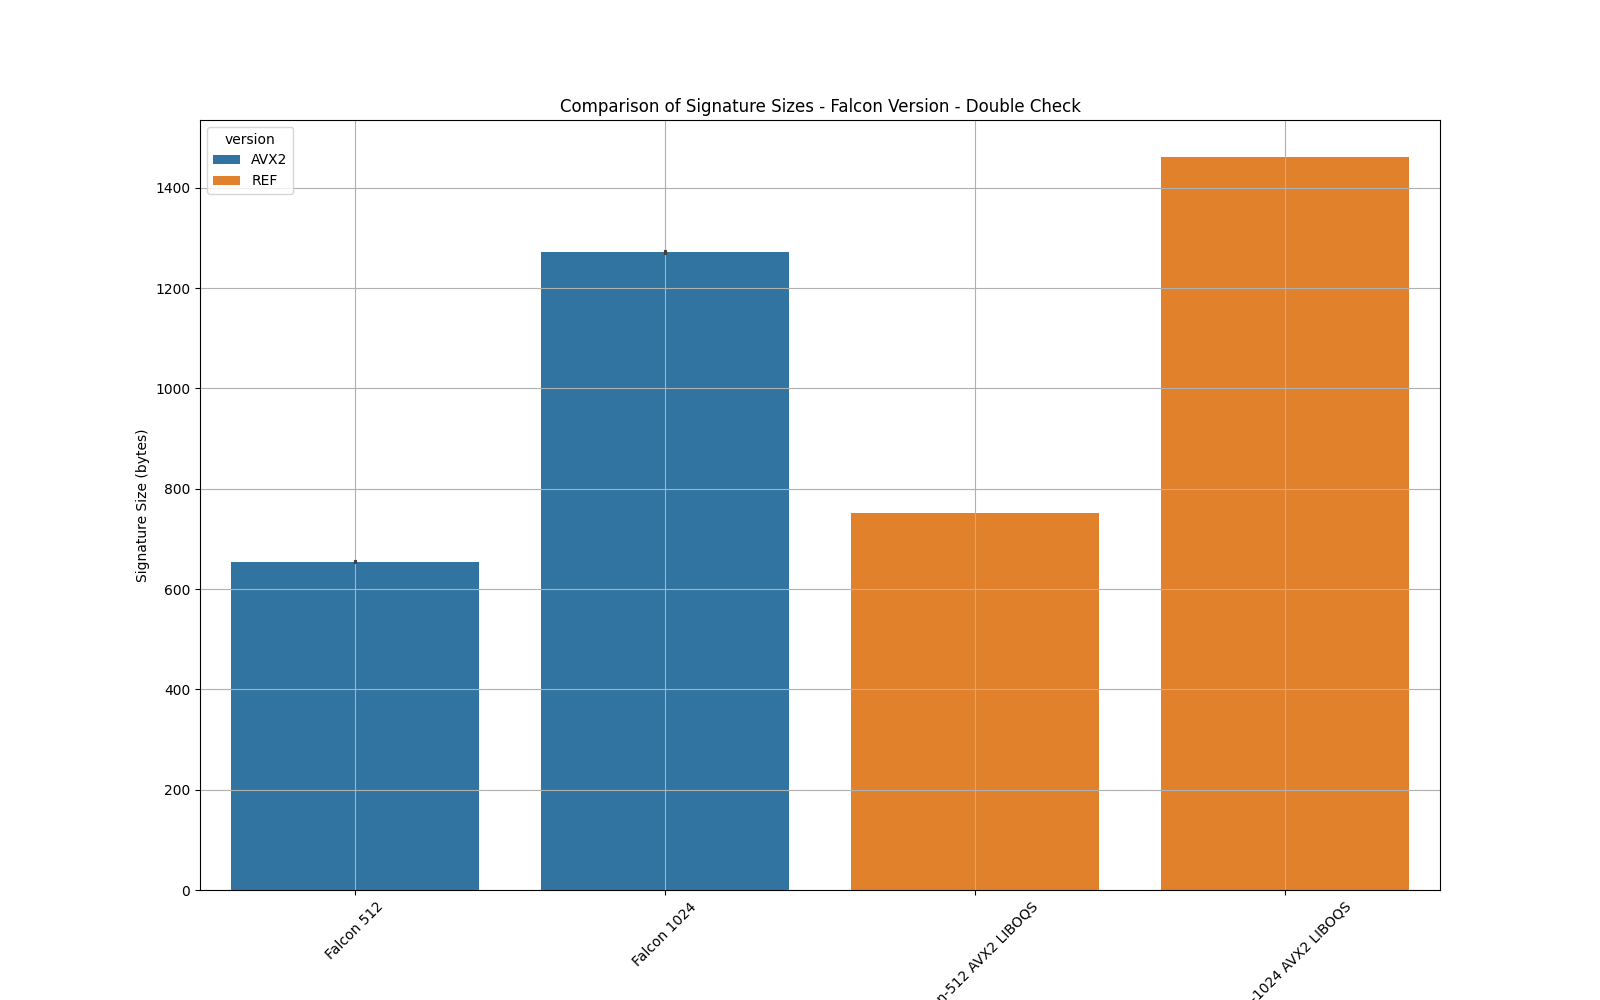 Comparison of Signature Sizes - Falcon Version - Double Check
version
AVX2
REF
1400
1200
1000
800
600
400
200
0
Signature Size (bytes)
Falcon 512
Falcon 1024
n-512 AVX2 LIBOQS
-1024 AVX2 LIBOQS